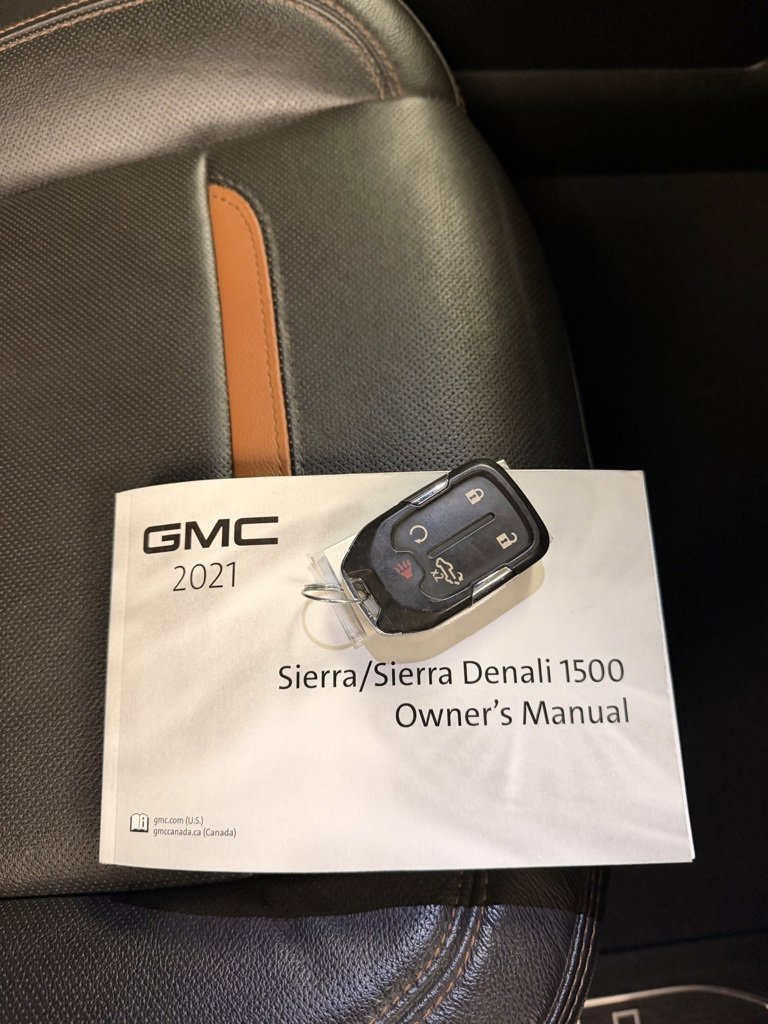 GMC
2021
Sierra/Sierra Denali 1500
Owner's Manual
gmc.com (U.S.)
gmccanada.ca (Canada)